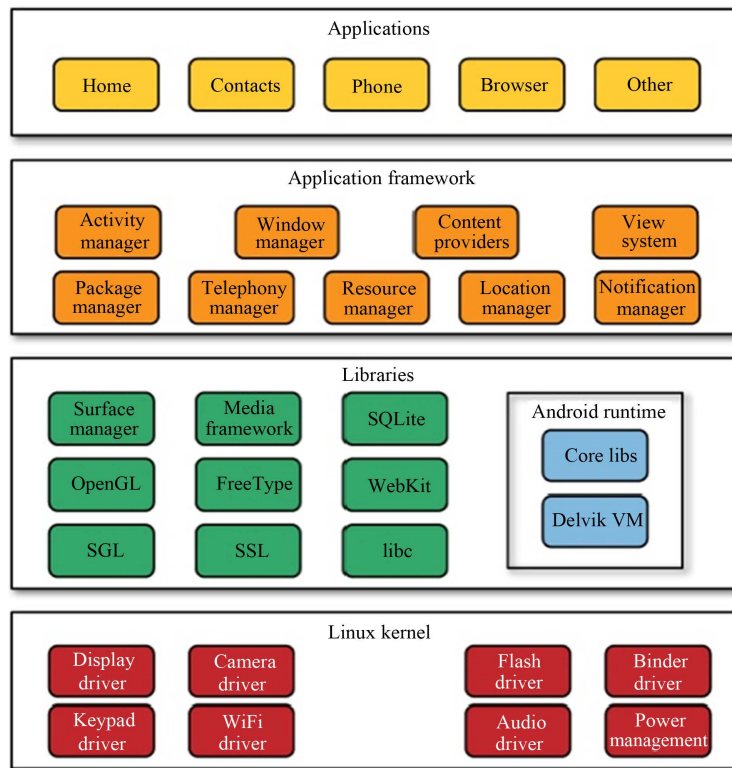 Applications
Home Contacts Phone Browser Other
Application framework
Activity manager
Window manager
Content providers
View system
Package manager
Telephony manager
Resource manager
Location manager
Notification manager
Libraries
Surface manager
Media framework
SQLite
OpenGL
FreeType
WebKit
SGL
SSL
libc
Android runtime
Core libs
Delvik VM
Linux kernel
Display driver
Camera driver
Flash driver
Binder driver
Keypad driver
WiFi driver
Audio driver
Power management